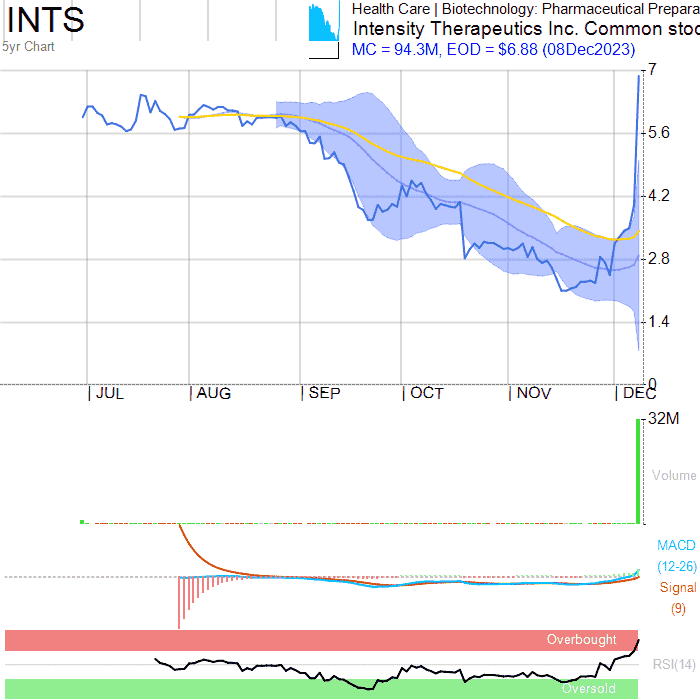 INTS
5yr Chart
Health Care | Biotechnology: Pharmaceutical Prepara
Intensity Therapeutics Inc. Common stoc
MC = 94.3M, EOD = $6.88 (08Dec2023)
7
5.6
4.2
2.8
1.4
0
JUL AUG SEP OCT NOV DEC
32M
Volume
MACD
(12-26)
Signal
(9)
Overbought
RSI(14)
Oversold